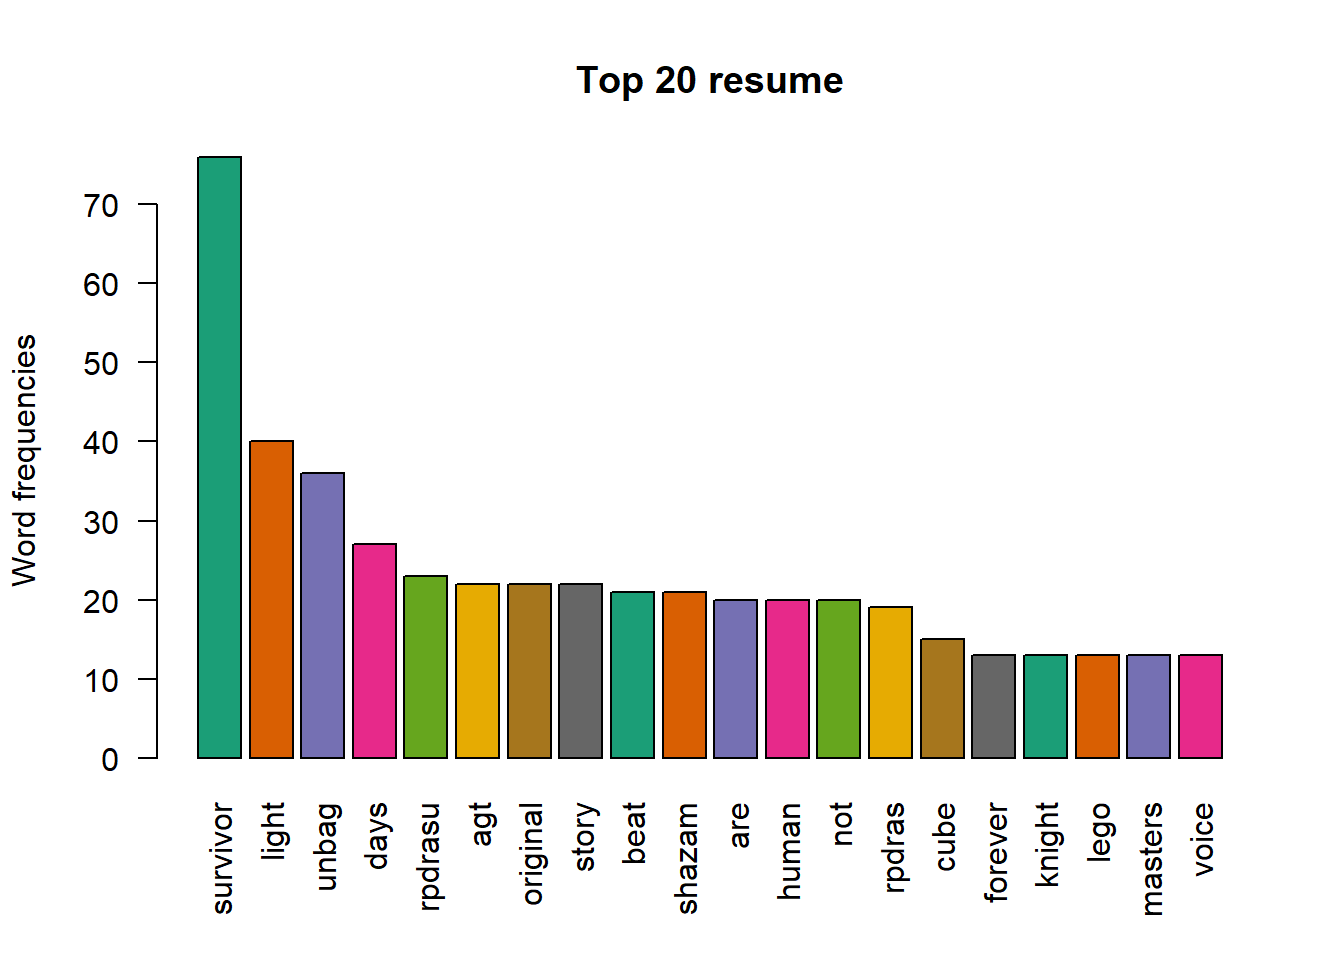 Top 20 resume
Word frequencies
70
60
50
40
30
20
10
0
survivor
light
unbag
days
rpdrasu
agt
original
story
beat
shazam
are
human
not
rpdras
cube
forever
knight
lego
masters
voice